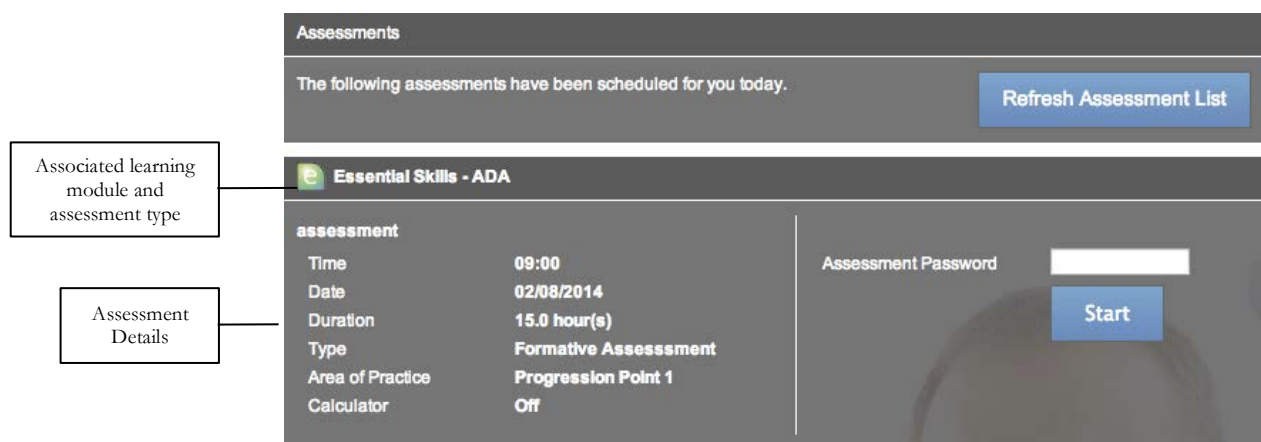 Assessments
The following assessments have been scheduled for you today.
Refresh Assessment List
Associated learning
module and
assessment type
e Essential Skills - ADA
assessment
Time 09:00
Date 02/08/2014
Duration 15.0 hour(s)
Type Formative Assesssment
Area of Practice Progression Point 1
Calculator Off
Assessment Password
Start
Assessment
Details